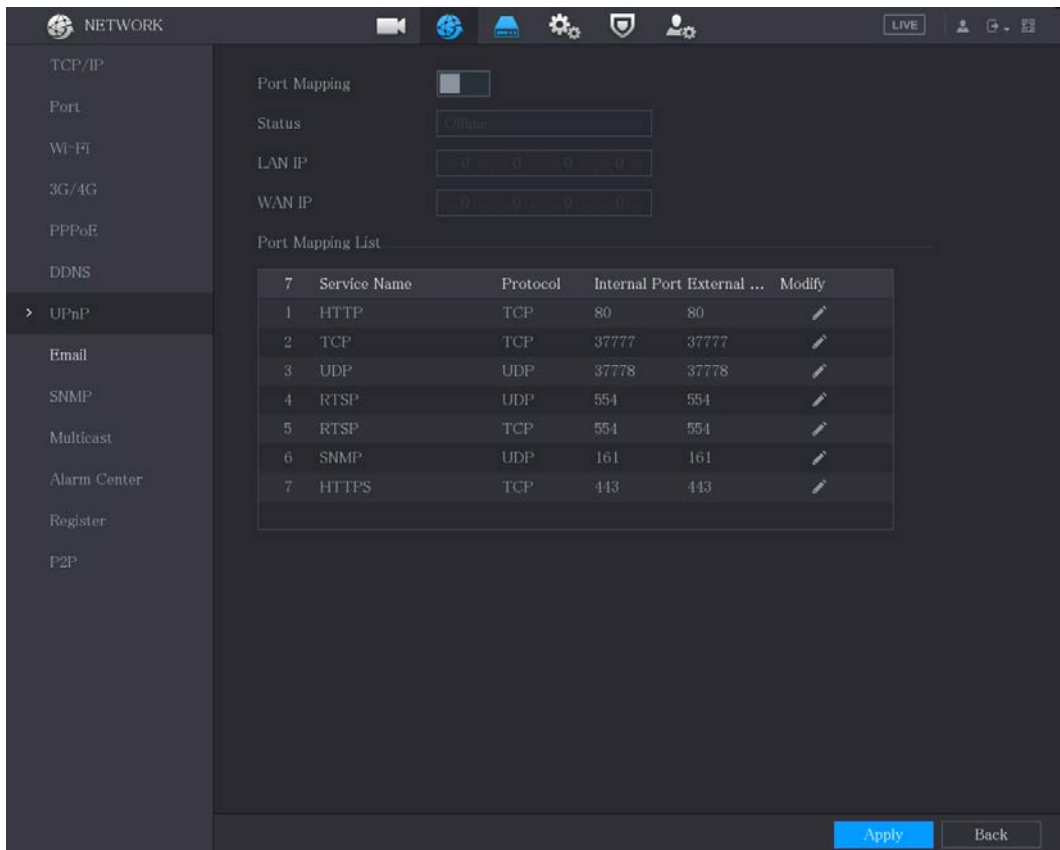 NETWORK
LIVE
TCP/IP
Port
Wi-Fi
3G/4G
PPPoE
DDNS
UPnP
Email
SNMP
Multicast
Alarm Center
Register
P2P
Port Mapping
Status Offline
LAN IP 0 . 0 . 0 . 0
WAN IP 0 . 0 . 0 . 0
Port Mapping List
7 Service Name Protocol Internal Port External ... Modify
1 HTTP TCP 80 80
2 TCP TCP 37777 37777
3 UDP UDP 37778 37778
4 RTSP UDP 554 554
5 RTSP TCP 554 554
6 SNMP UDP 161 161
7 HTTPS TCP 443 443
Apply Back